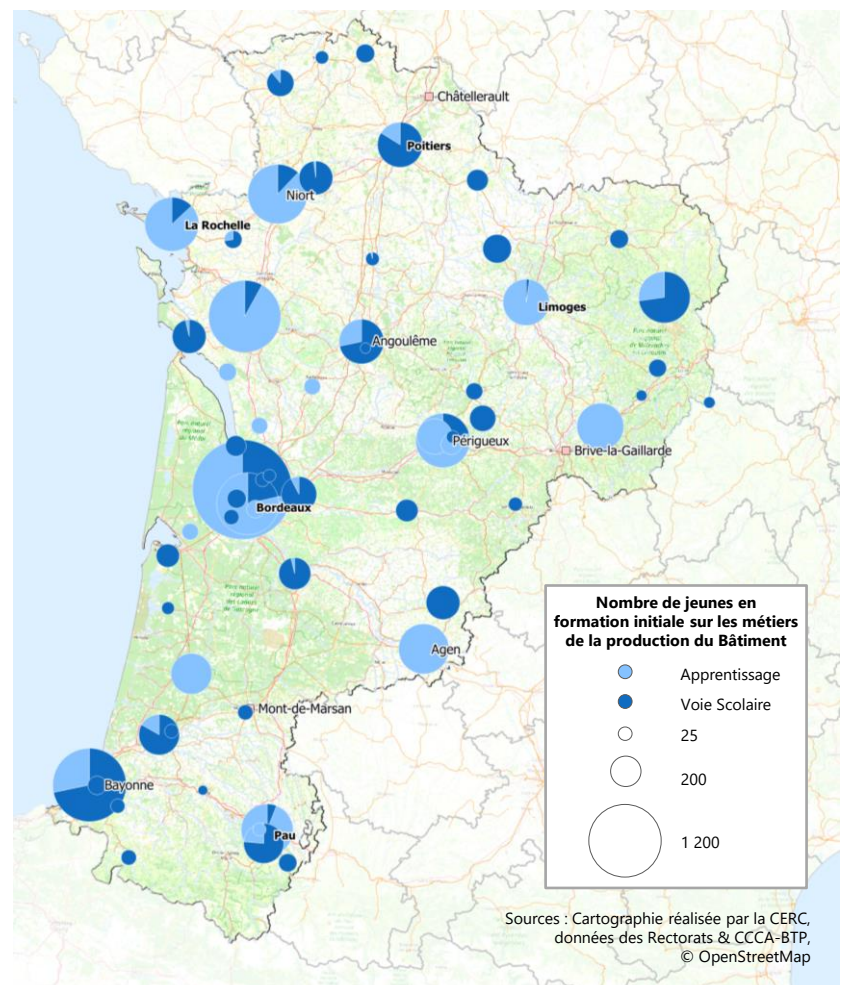 Châtellerault
Poitiers
Niort
La Rochelle
Limoges
Angoulême
Périgueux
Brive-la-Gaillarde
Bordeaux
Agen
Mont-de-Marsan
Bayonne
Pau
Nombre de jeunes en
formation initiale sur les métiers
de la production du Bâtiment
Apprentissage
Voie Scolaire
25
200
1 200
Sources : Cartographie réalisée par la CERC,
données des Rectorats & CCCA-BTP,
© OpenStreetMap